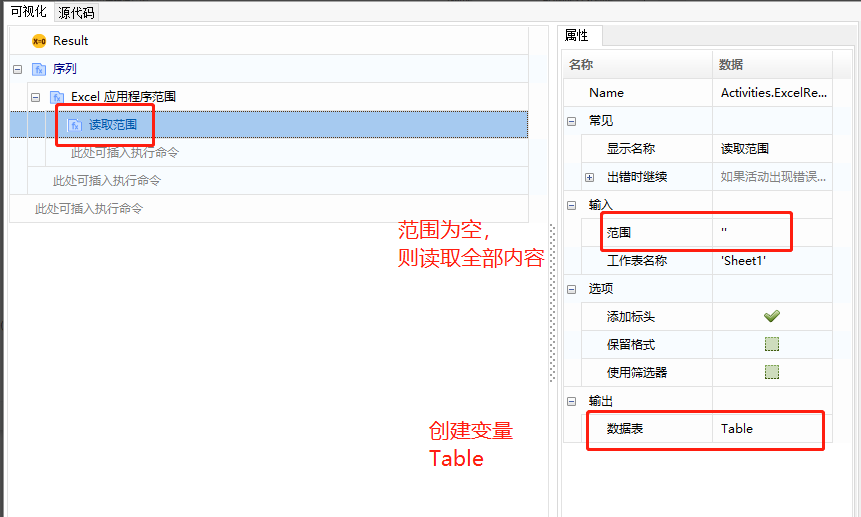 可视化 源代码
Result
序列
Excel 应用程序范围
读取范围
此处可插入执行命令
此处可插入执行命令
此处可插入执行命令
范围为空,
则读取全部内容
创建变量
Table
属性
名称 数据
Name Activities.ExcelRe...
常见
显示名称 读取范围
出错时继续 如果活动出现错误...
输入
范围 ''
工作表名称 'Sheet1'
选项
添加标头
保留格式
使用筛选器
输出
数据表 Table